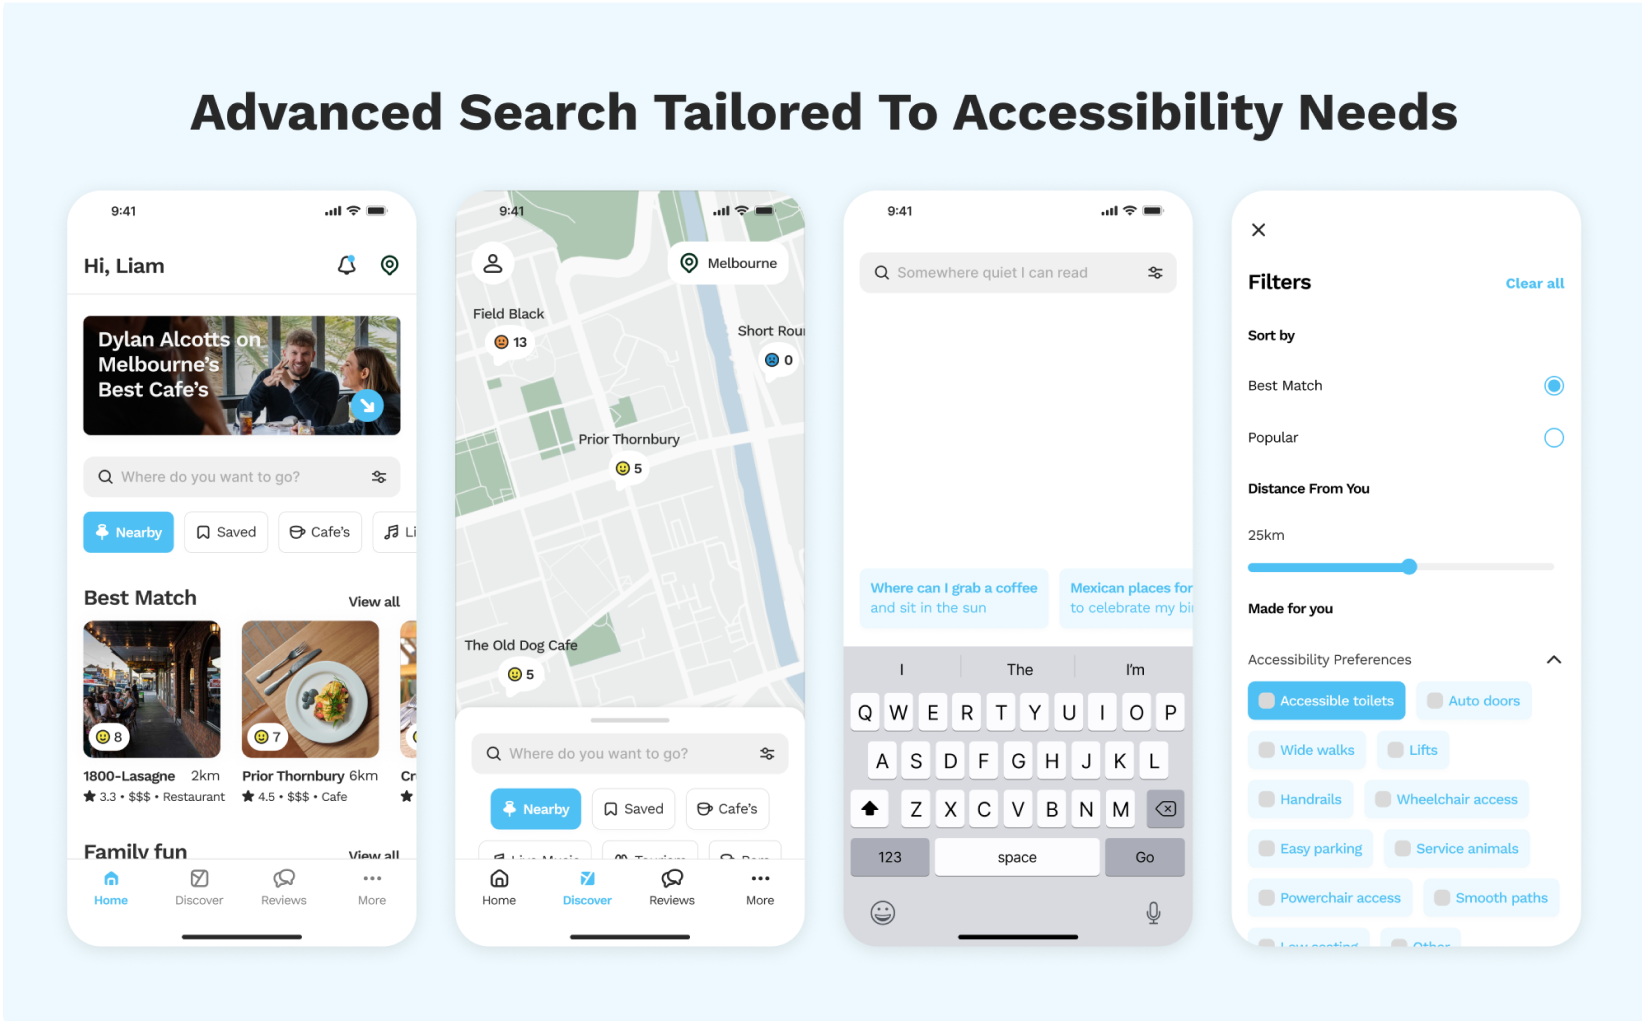 Advanced Search Tailored To Accessibility Needs
9:41
Hi, Liam
Dylan Alcotts on
Melbourne's
Best Cafe's
Where do you want to go?
Nearby
Saved
Cafe's
Li
Best Match
View all
8
7
1800-Lasagne 2km
3.3 • $$$ • Restaurant
Prior Thornbury 6km
4.5 • $$$ • Cafe
Cr
Family fun
View all
Home
Discover
Reviews
More
9:41
Melbourne
Field Black
13
Short Rou
0
Prior Thornbury
5
The Old Dog Cafe
5
Where do you want to go?
Nearby
Saved
Cafe's
Live Music
Tourism
Bars
Home
Discover
Reviews
More
9:41
Somewhere quiet I can read
Where can I grab a coffee
and sit in the sun
Mexican places for
to celebrate my bi
I
The
I'm
Q W E R T Y U I O P
A S D F G H J K L
Z X C V B N M
123
space
Go
Filters
Clear all
Sort by
Best Match
Popular
Distance From You
25km
Made for you
Accessibility Preferences
Accessible toilets
Auto doors
Wide walks
Lifts
Handrails
Wheelchair access
Easy parking
Service animals
Powerchair access
Smooth paths
Low seating
Other